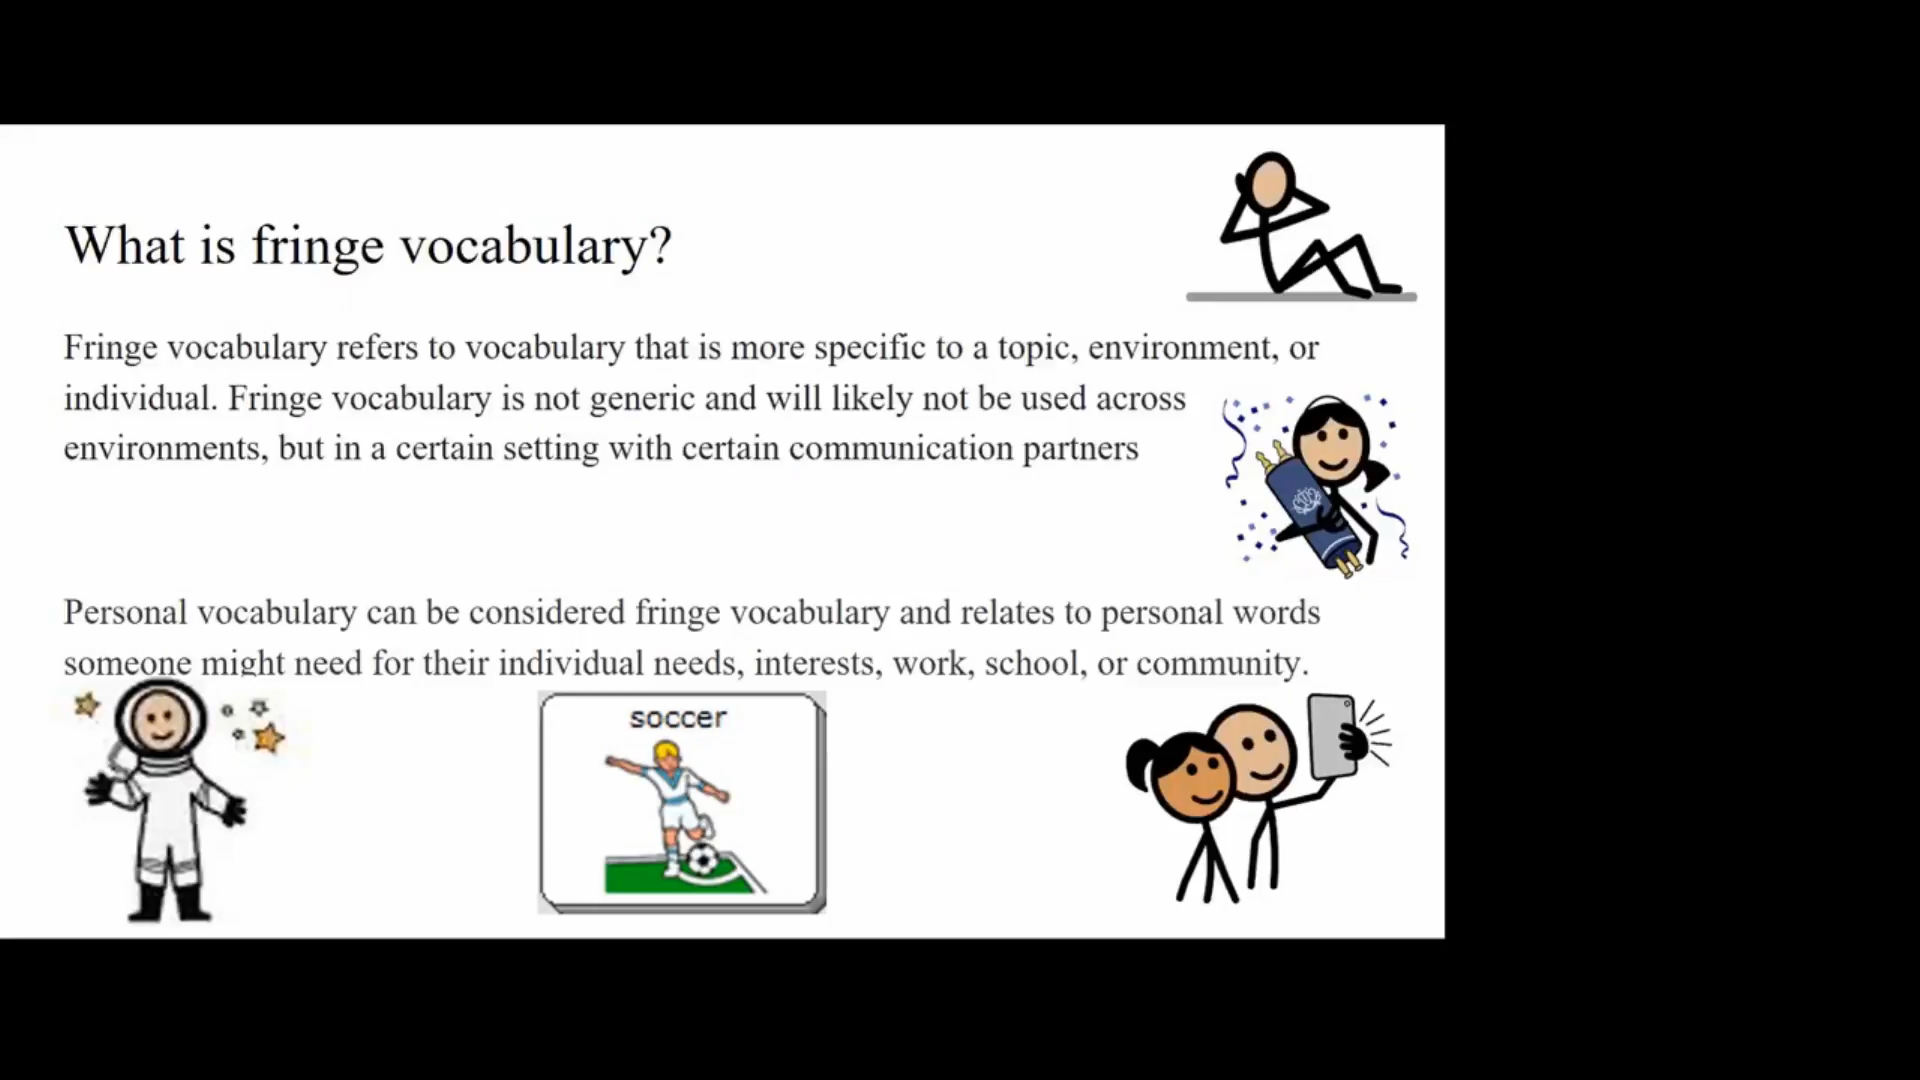 What is fringe vocabulary?
Fringe vocabulary refers to vocabulary that is more specific to a topic, environment, or
individual. Fringe vocabulary is not generic and will likely not be used across
environments, but in a certain setting with certain communication partners
Personal vocabulary can be considered fringe vocabulary and relates to personal words
someone might need for their individual needs, interests, work, school, or community.
soccer